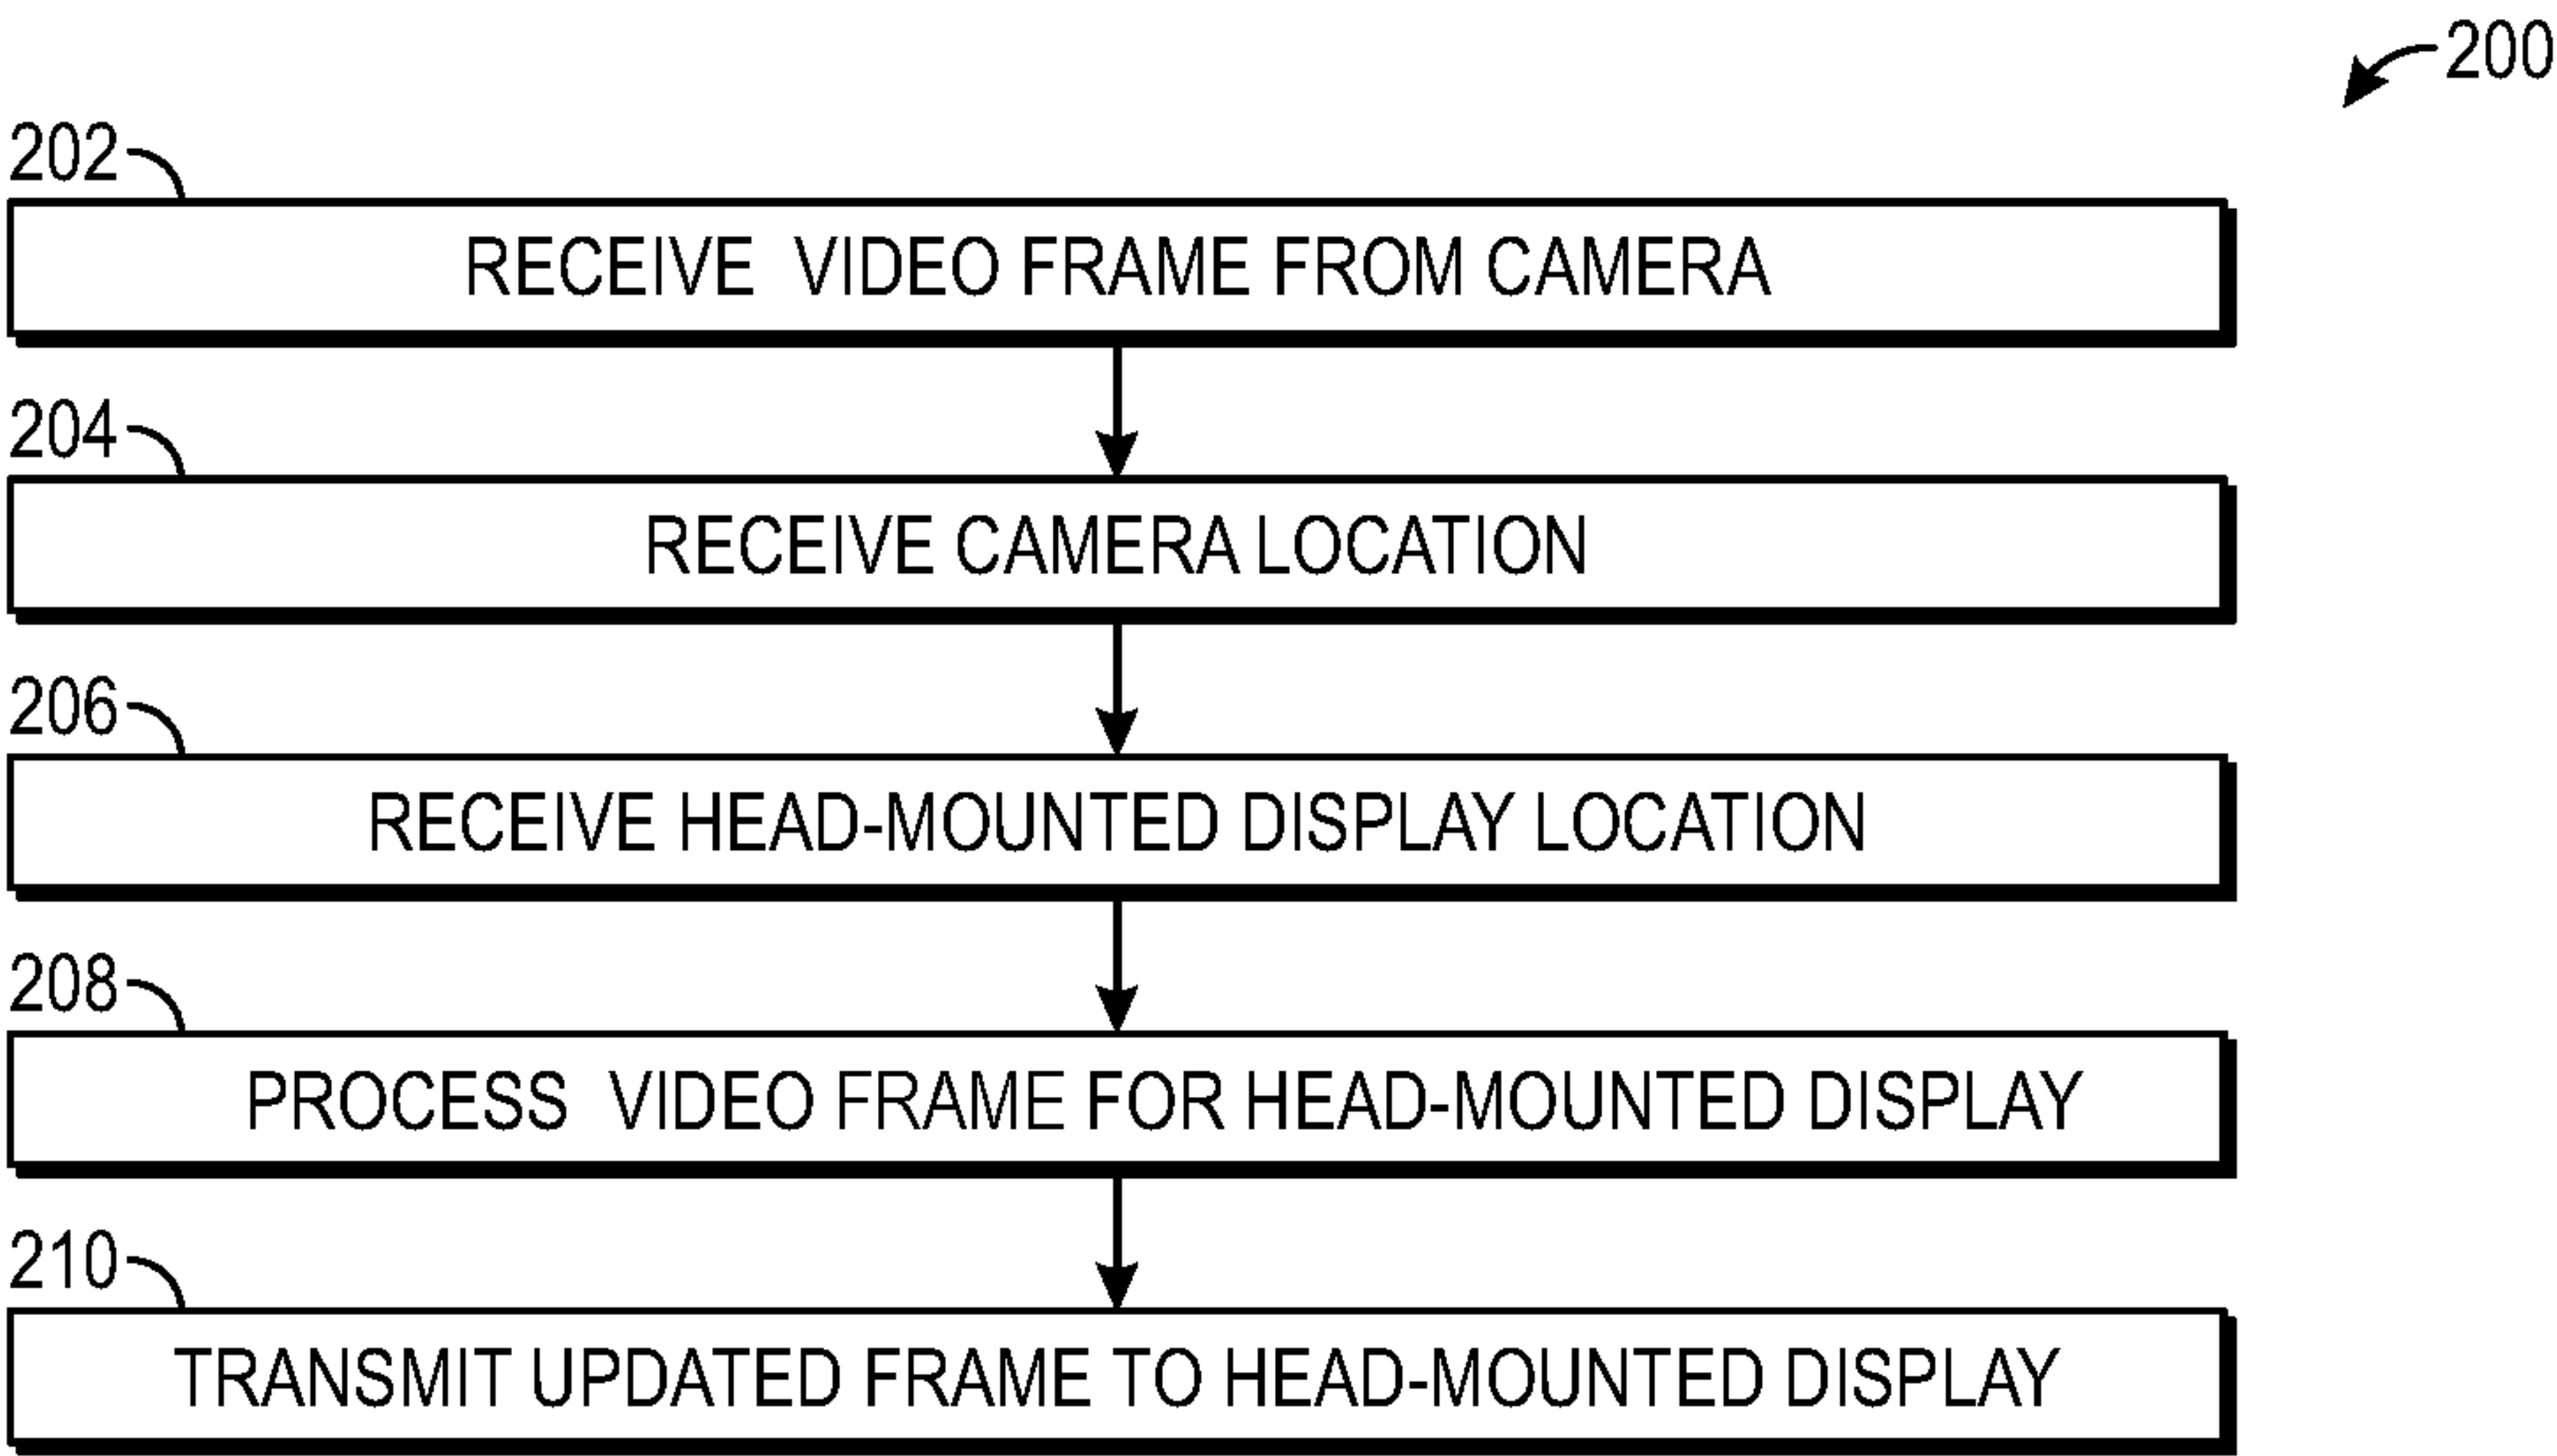 200
202
RECEIVE VIDEO FRAME FROM CAMERA
204
RECEIVE CAMERA LOCATION
206
RECEIVE HEAD-MOUNTED DISPLAY LOCATION
208
PROCESS VIDEO FRAME FOR HEAD-MOUNTED DISPLAY
210
TRANSMIT UPDATED FRAME TO HEAD-MOUNTED DISPLAY